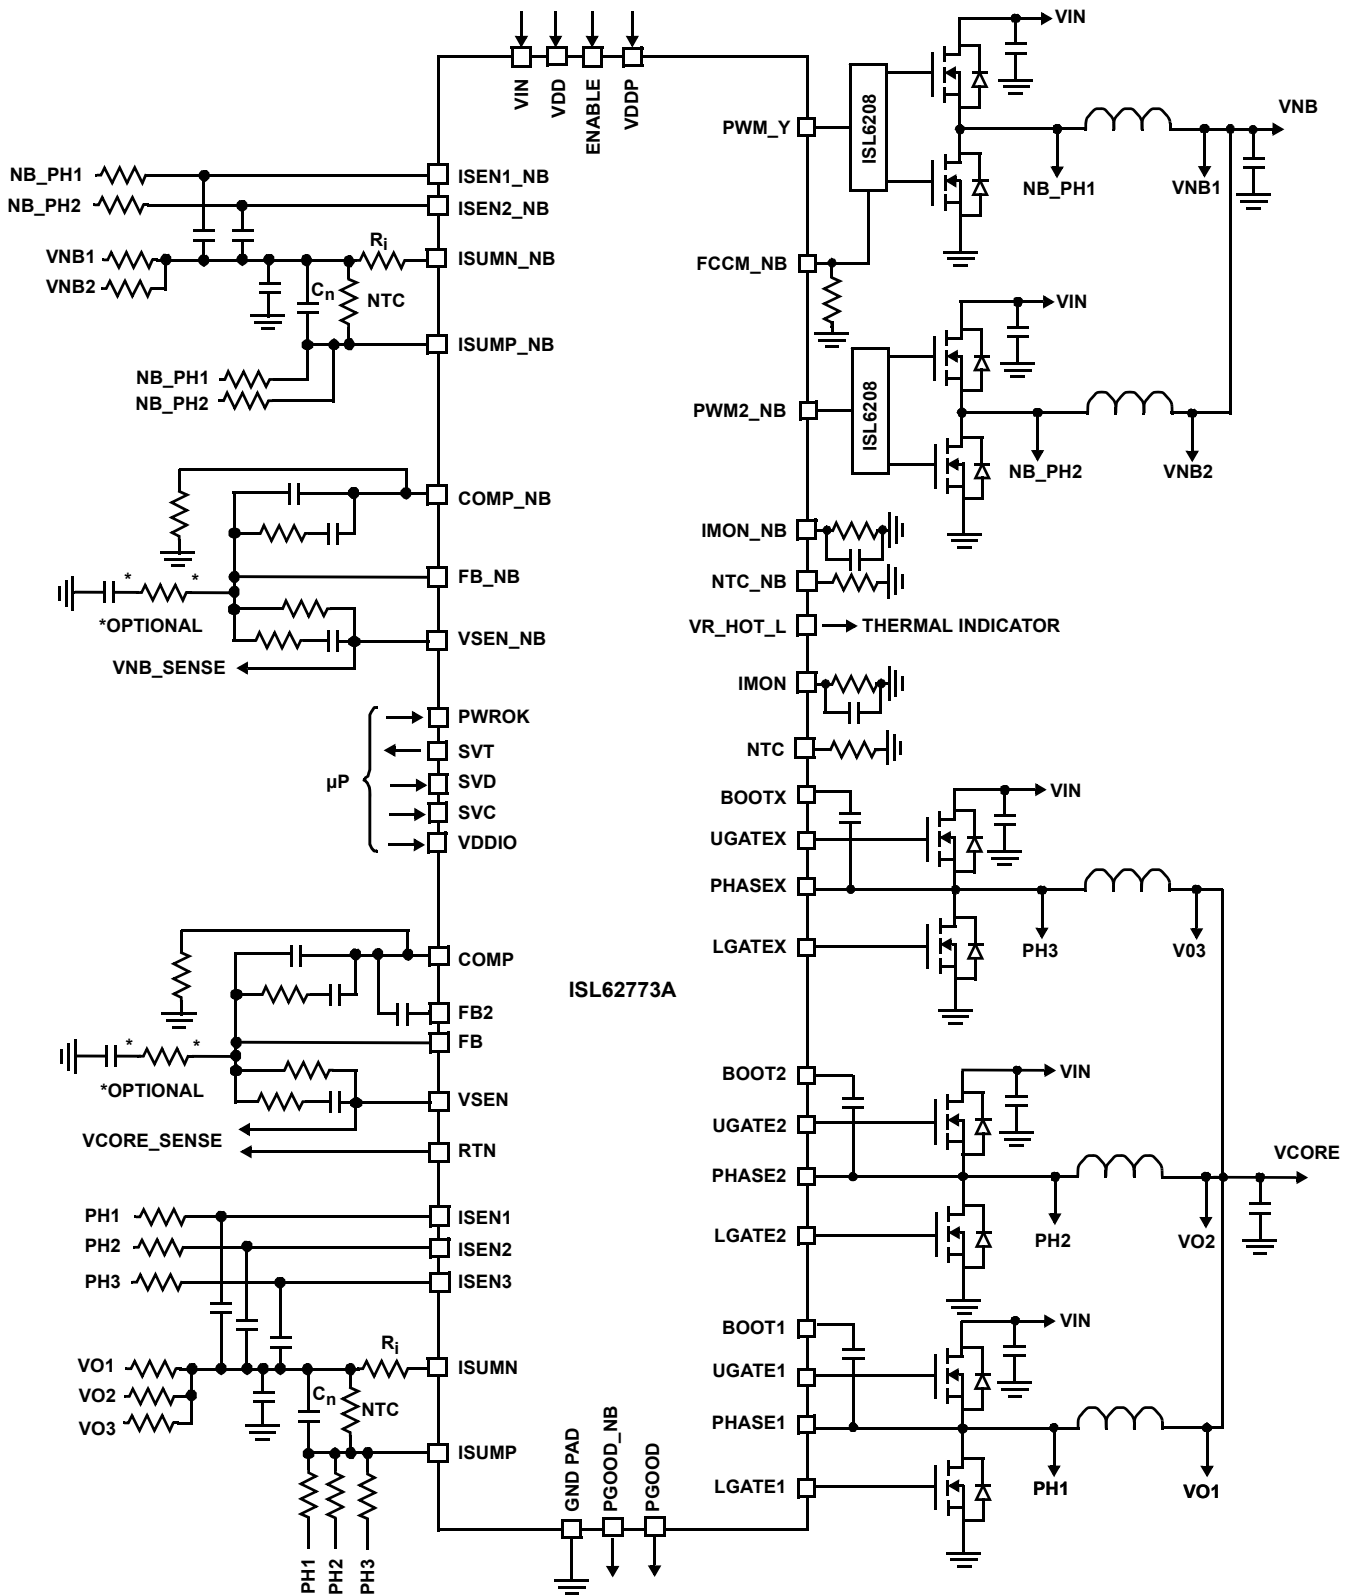 VIN
VDD
ENABLE
VDDP
NB_PH1
NB_PH2
VNB1
VNB2
Ri
Cn
NTC
NB_PH1
NB_PH2
ISEN1_NB
ISEN2_NB
ISUMN_NB
ISUMP_NB
COMP_NB
FB_NB
VSEN_NB
* *
*OPTIONAL
VNB_SENSE
µP
PWROK
SVT
SVD
SVC
VDDIO
COMP
FB2
FB
VSEN
RTN
* *
*OPTIONAL
VCORE_SENSE
PH1
PH2
PH3
ISEN1
ISEN2
ISEN3
VO1
VO2
VO3
Ri
Cn
NTC
ISUMN
ISUMP
PH1
PH2
PH3
GND PAD
PGOOD_NB
PGOOD
ISL62773A
PWM_Y
FCCM_NB
PWM2_NB
IMON_NB
NTC_NB
VR_HOT_L
THERMAL INDICATOR
IMON
NTC
BOOTX
UGATEX
PHASEX
LGATEX
BOOT2
UGATE2
PHASE2
LGATE2
BOOT1
UGATE1
PHASE1
LGATE1
ISL6208
VIN
NB_PH1
VNB1
VNB
ISL6208
VIN
NB_PH2
VNB2
VIN
PH3
V03
VIN
PH2
VO2
VCORE
VIN
PH1
VO1